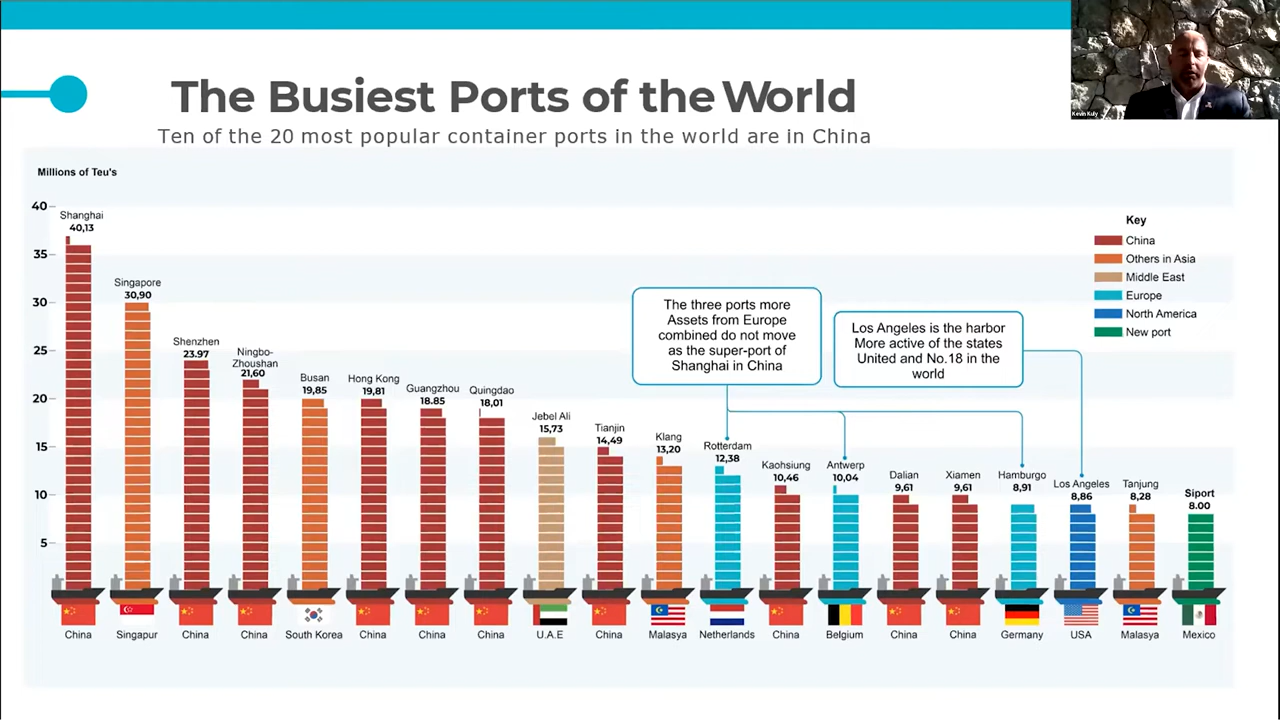 The Busiest Ports of the World
Ten of the 20 most popular container ports in the world are in China
Kevin Kuty
Millions of Teu's
40
35
30
25
20
15
10
5
Shanghai
40,13
Singapore
30,90
Shenzhen
23.97
Ningbo-
Zhoushan
21,60
Busan
19,85
Hong Kong
19,81
Guangzhou
18.85
Quingdao
18,01
Jebel Ali
15,73
Tianjin
14,49
Klang
13,20
Rotterdam
12,38
Kaohsiung
10,46
Antwerp
10,04
Dalian
9,61
Xiamen
9,61
Hamburgo
8,91
Los Angeles
8,86
Tanjung
8,28
Siport
8.00
The three ports more
Assets from Europe
combined do not move
as the super-port of
Shanghai in China
Los Angeles is the harbor
More active of the states
United and No.18 in the
world
Key
China
Others in Asia
Middle East
Europe
North America
New port
China
Singapur
China
China
South Korea
China
China
China
U.A.E
China
Malasya
Netherlands
China
Belgium
China
China
Germany
USA
Malasya
Mexico